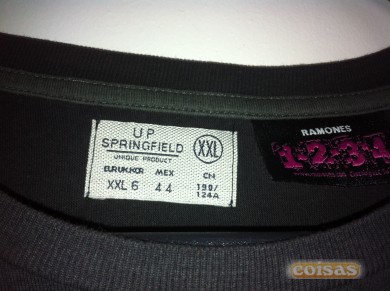 UP
SPRINGFIELD
UNIQUE PRODUCT
XXL
EUR.UK.KOR MEX CN
XXL 6 44 190/
124A
RAMONES
1-2-3-4
coisas